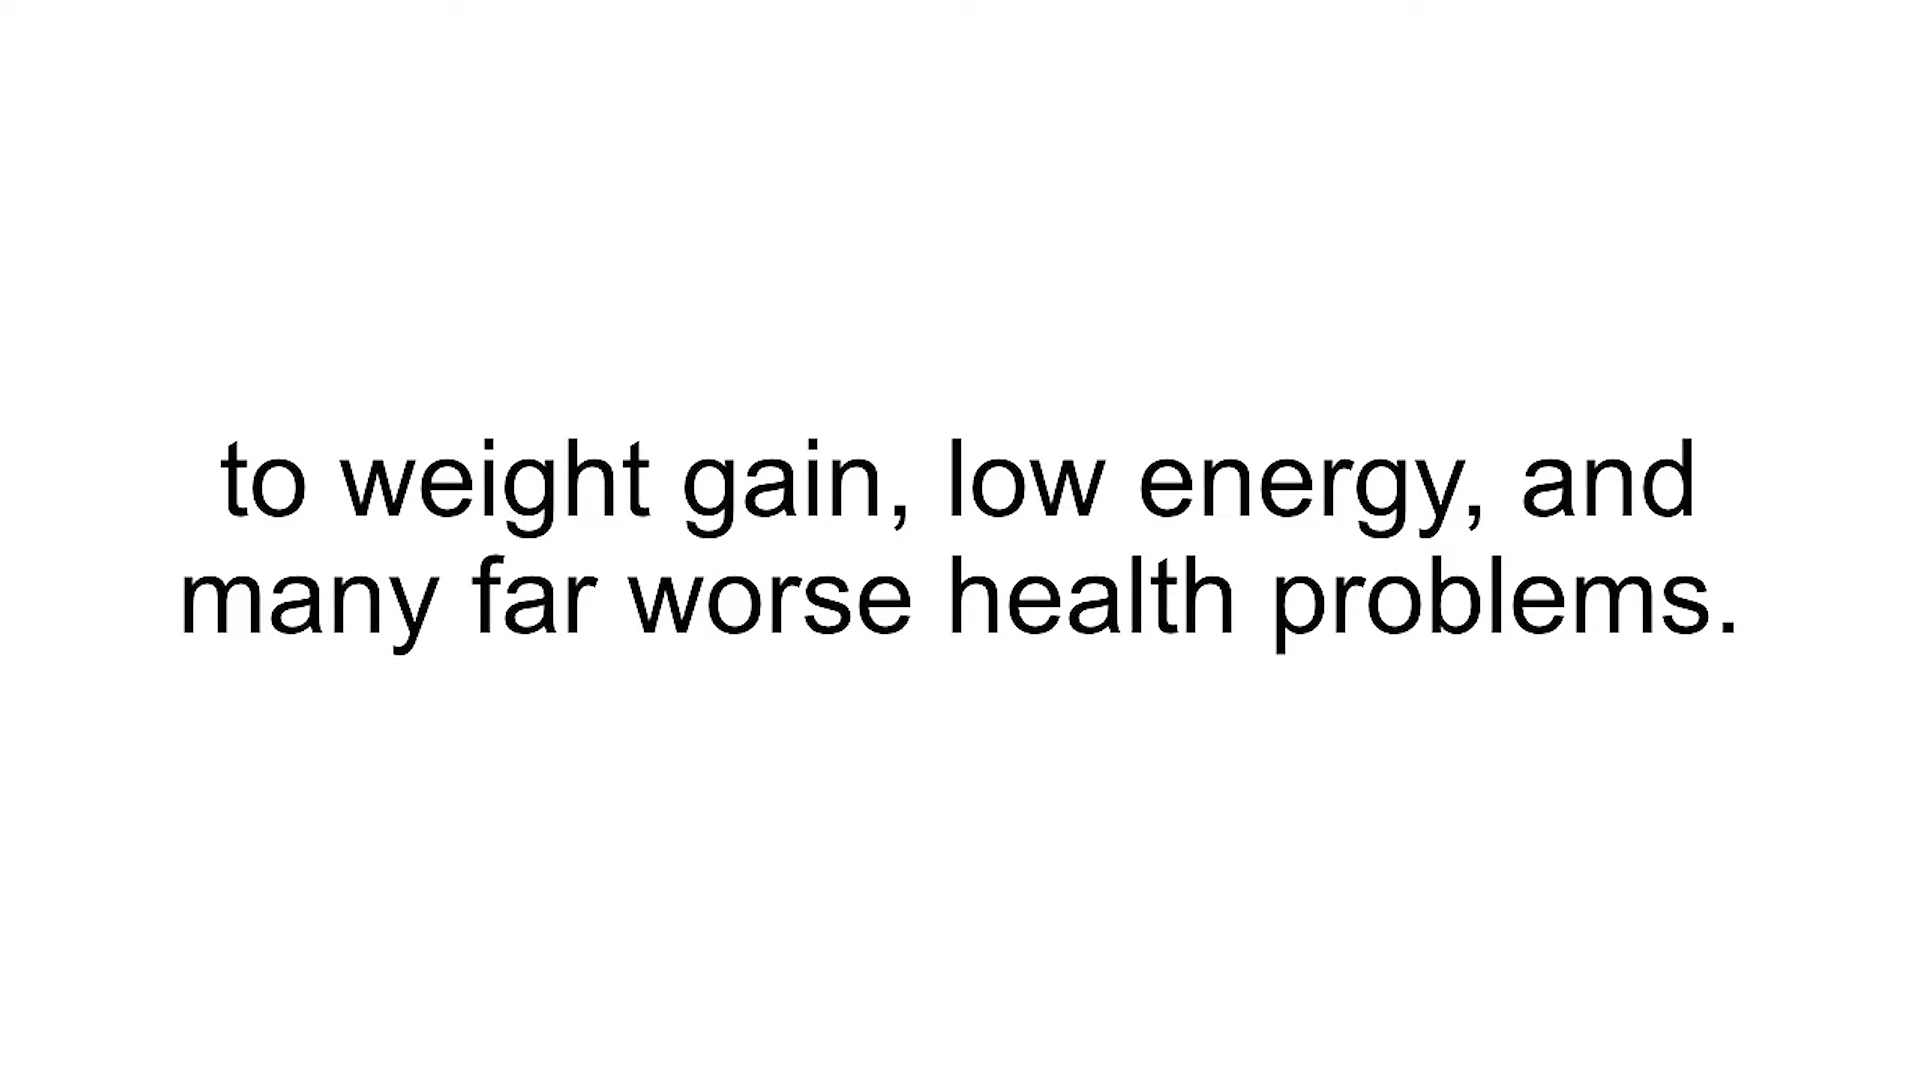 to weight gain, low energy, and
many far worse health problems.